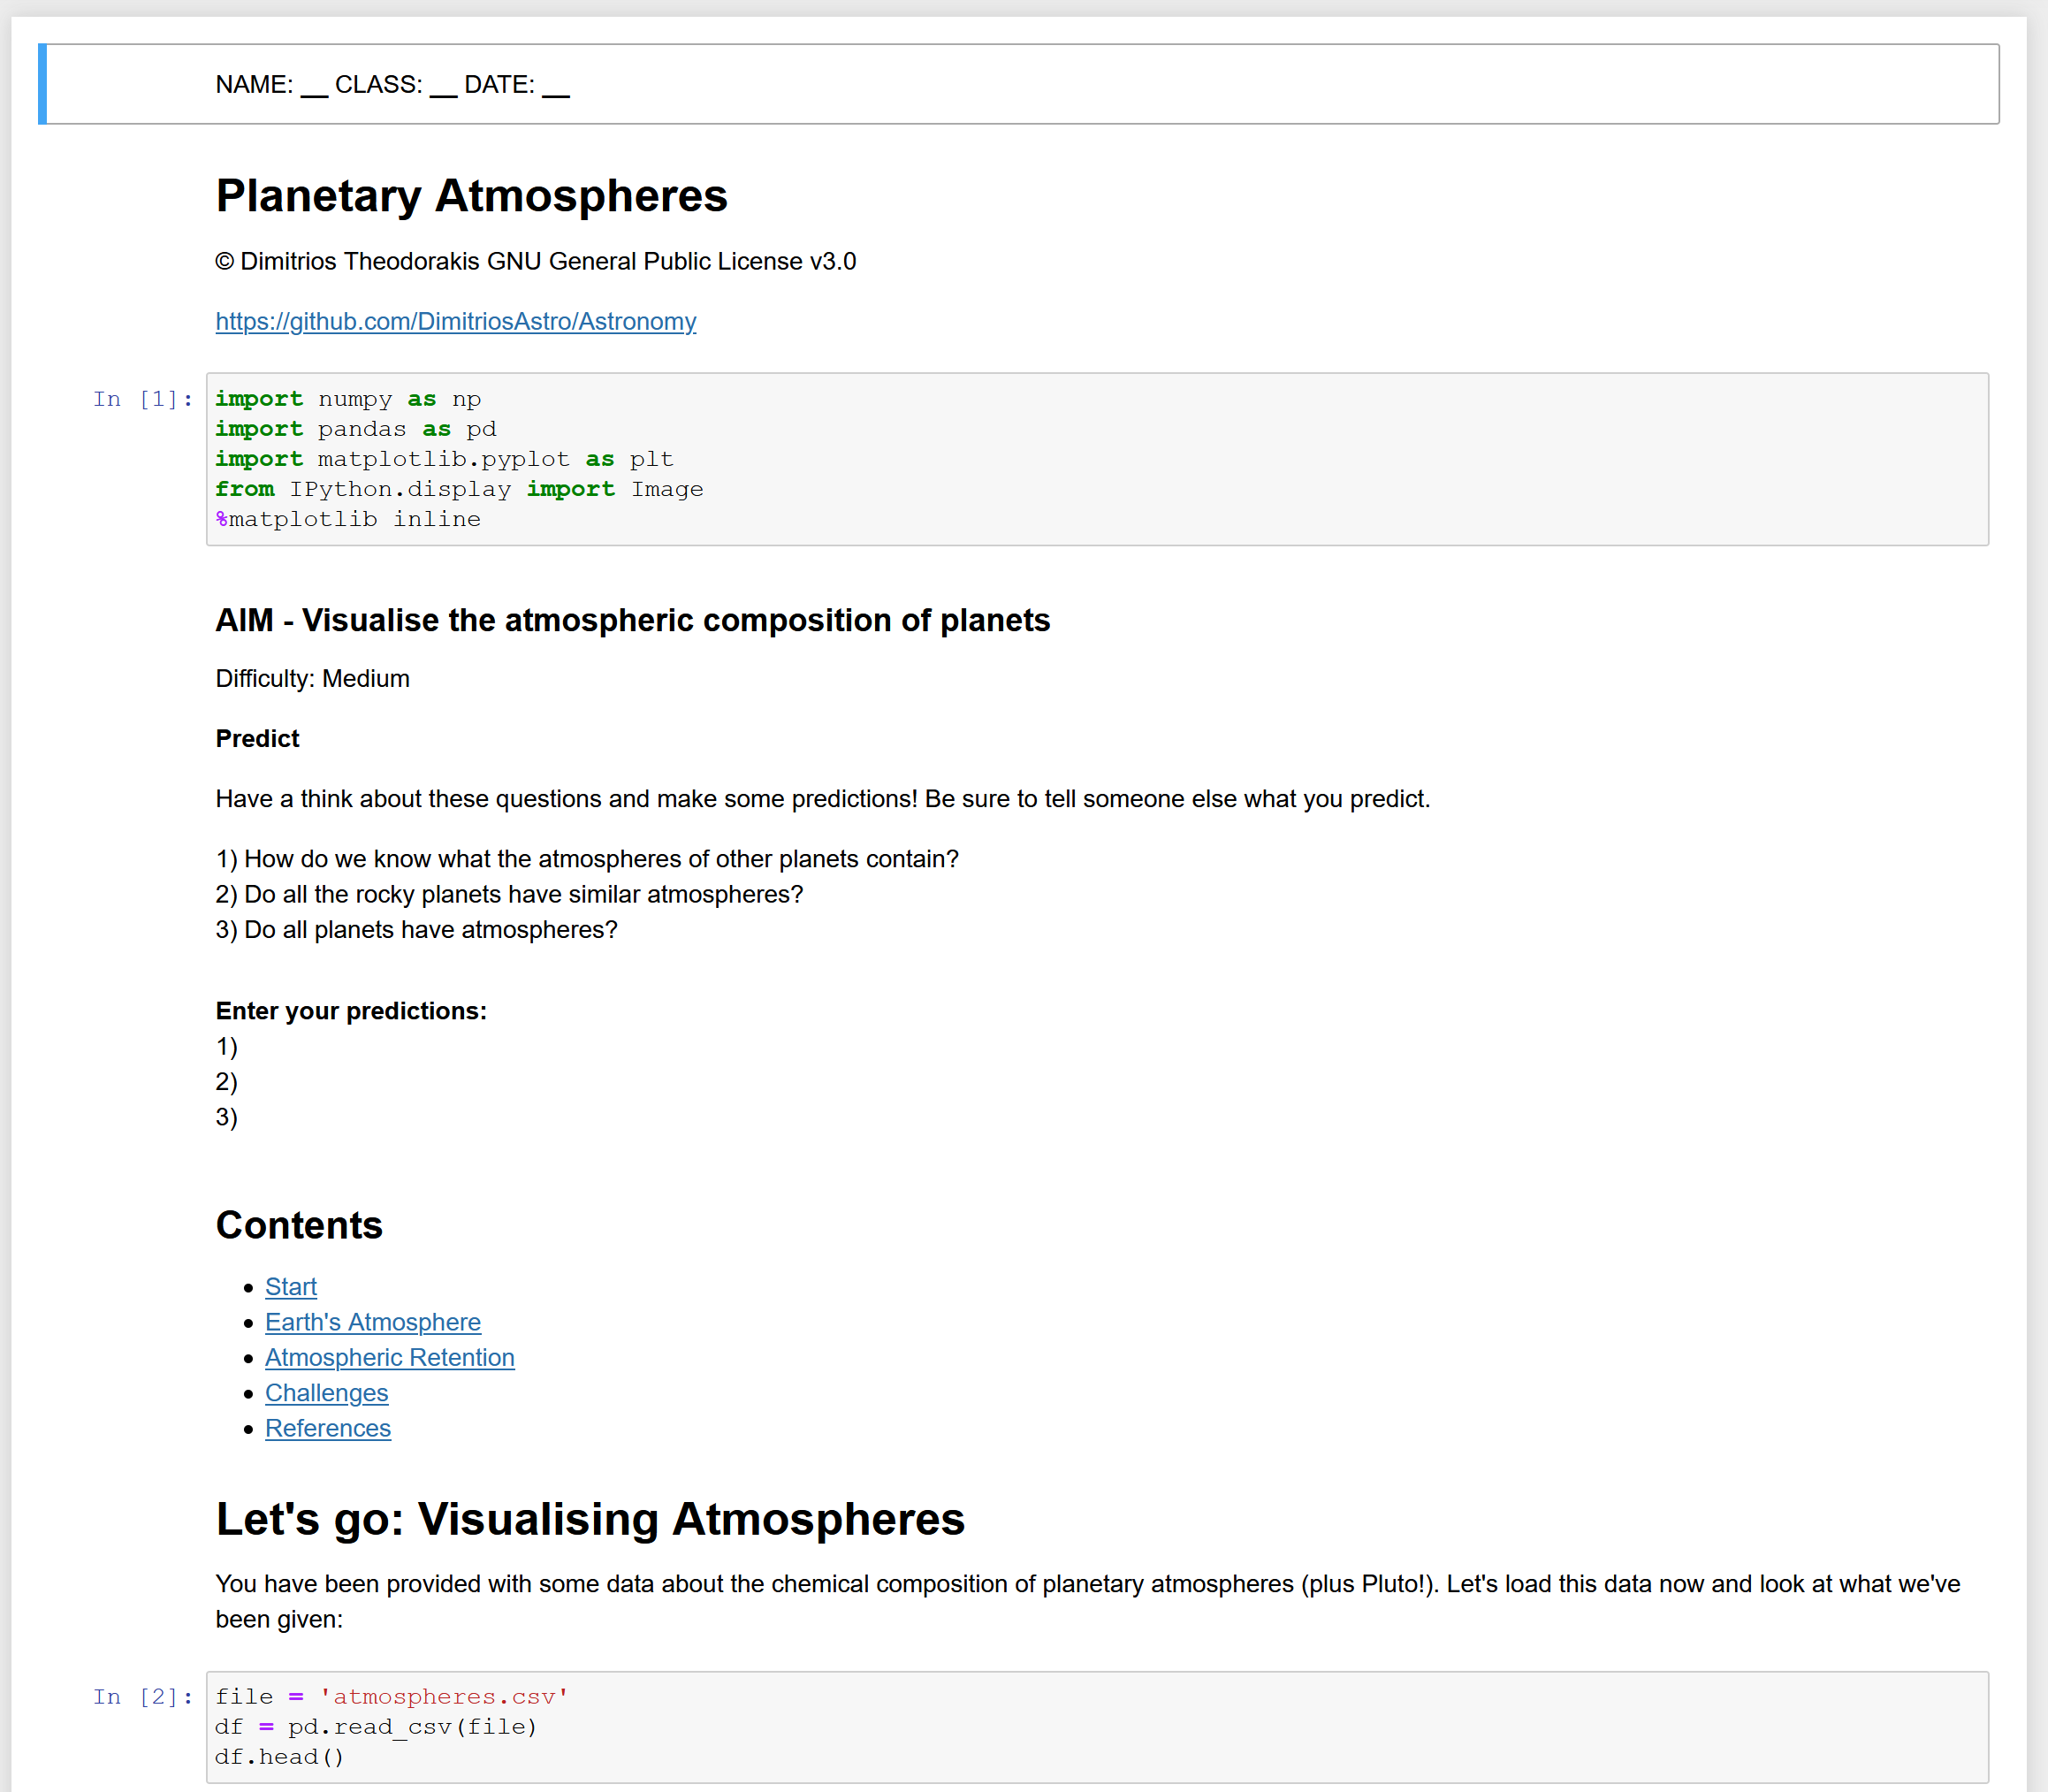 NAME: __ CLASS: __ DATE: __
Planetary Atmospheres
© Dimitrios Theodorakis GNU General Public License v3.0
https://github.com/DimitriosAstro/Astronomy
In [1]:
import numpy as np
import pandas as pd
import matplotlib.pyplot as plt
from IPython.display import Image
%matplotlib inline
AIM - Visualise the atmospheric composition of planets
Difficulty: Medium
Predict
Have a think about these questions and make some predictions! Be sure to tell someone else what you predict.
1) How do we know what the atmospheres of other planets contain?
2) Do all the rocky planets have similar atmospheres?
3) Do all planets have atmospheres?
Enter your predictions:
1)
2)
3)
Contents
• Start
• Earth's Atmosphere
• Atmospheric Retention
• Challenges
• References
Let's go: Visualising Atmospheres
You have been provided with some data about the chemical composition of planetary atmospheres (plus Pluto!). Let's load this data now and look at what we've
been given:
In [2]:
file = 'atmospheres.csv'
df = pd.read_csv(file)
df.head()